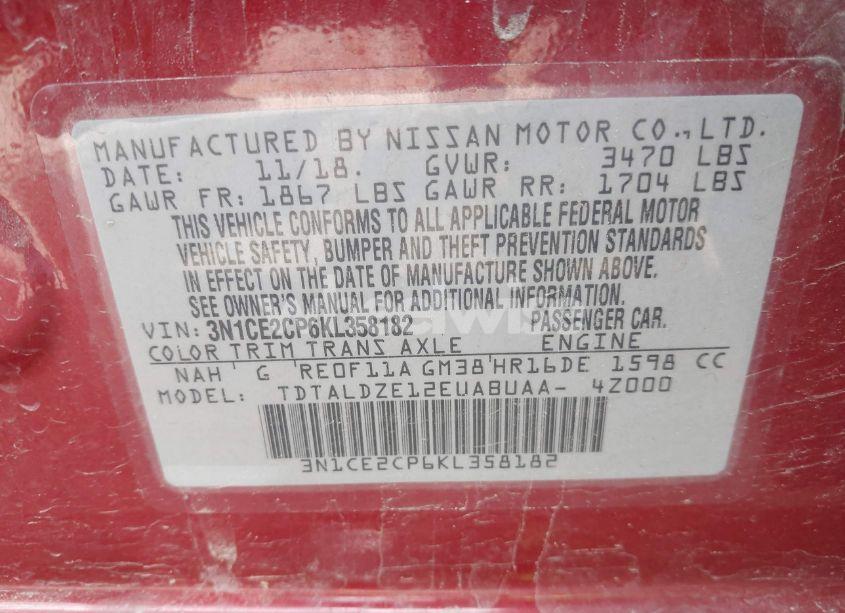 MANUFACTURED BY NISSAN MOTOR CO.,LTD.
DATE: 11/18. GVWR: 3470 LBS
GAWR FR: 1867 LBS GAWR RR: 1704 LBS
THIS VEHICLE CONFORMS TO ALL APPLICABLE FEDERAL MOTOR
VEHICLE SAFETY, BUMPER AND THEFT PREVENTION STANDARDS
IN EFFECT ON THE DATE OF MANUFACTURE SHOWN ABOVE.
SEE OWNER'S MANUAL FOR ADDITIONAL INFORMATION.
VIN: 3N1CE2CP6KL358182 PASSENGER CAR.
COLOR TRIM TRANS AXLE ENGINE
NAH ' G 'RE0F11A GM38'HR16DE 1598 CC
MODEL: TDTALDZE12EUABUAA- 4Z000
3N1CE2CP6KL358182